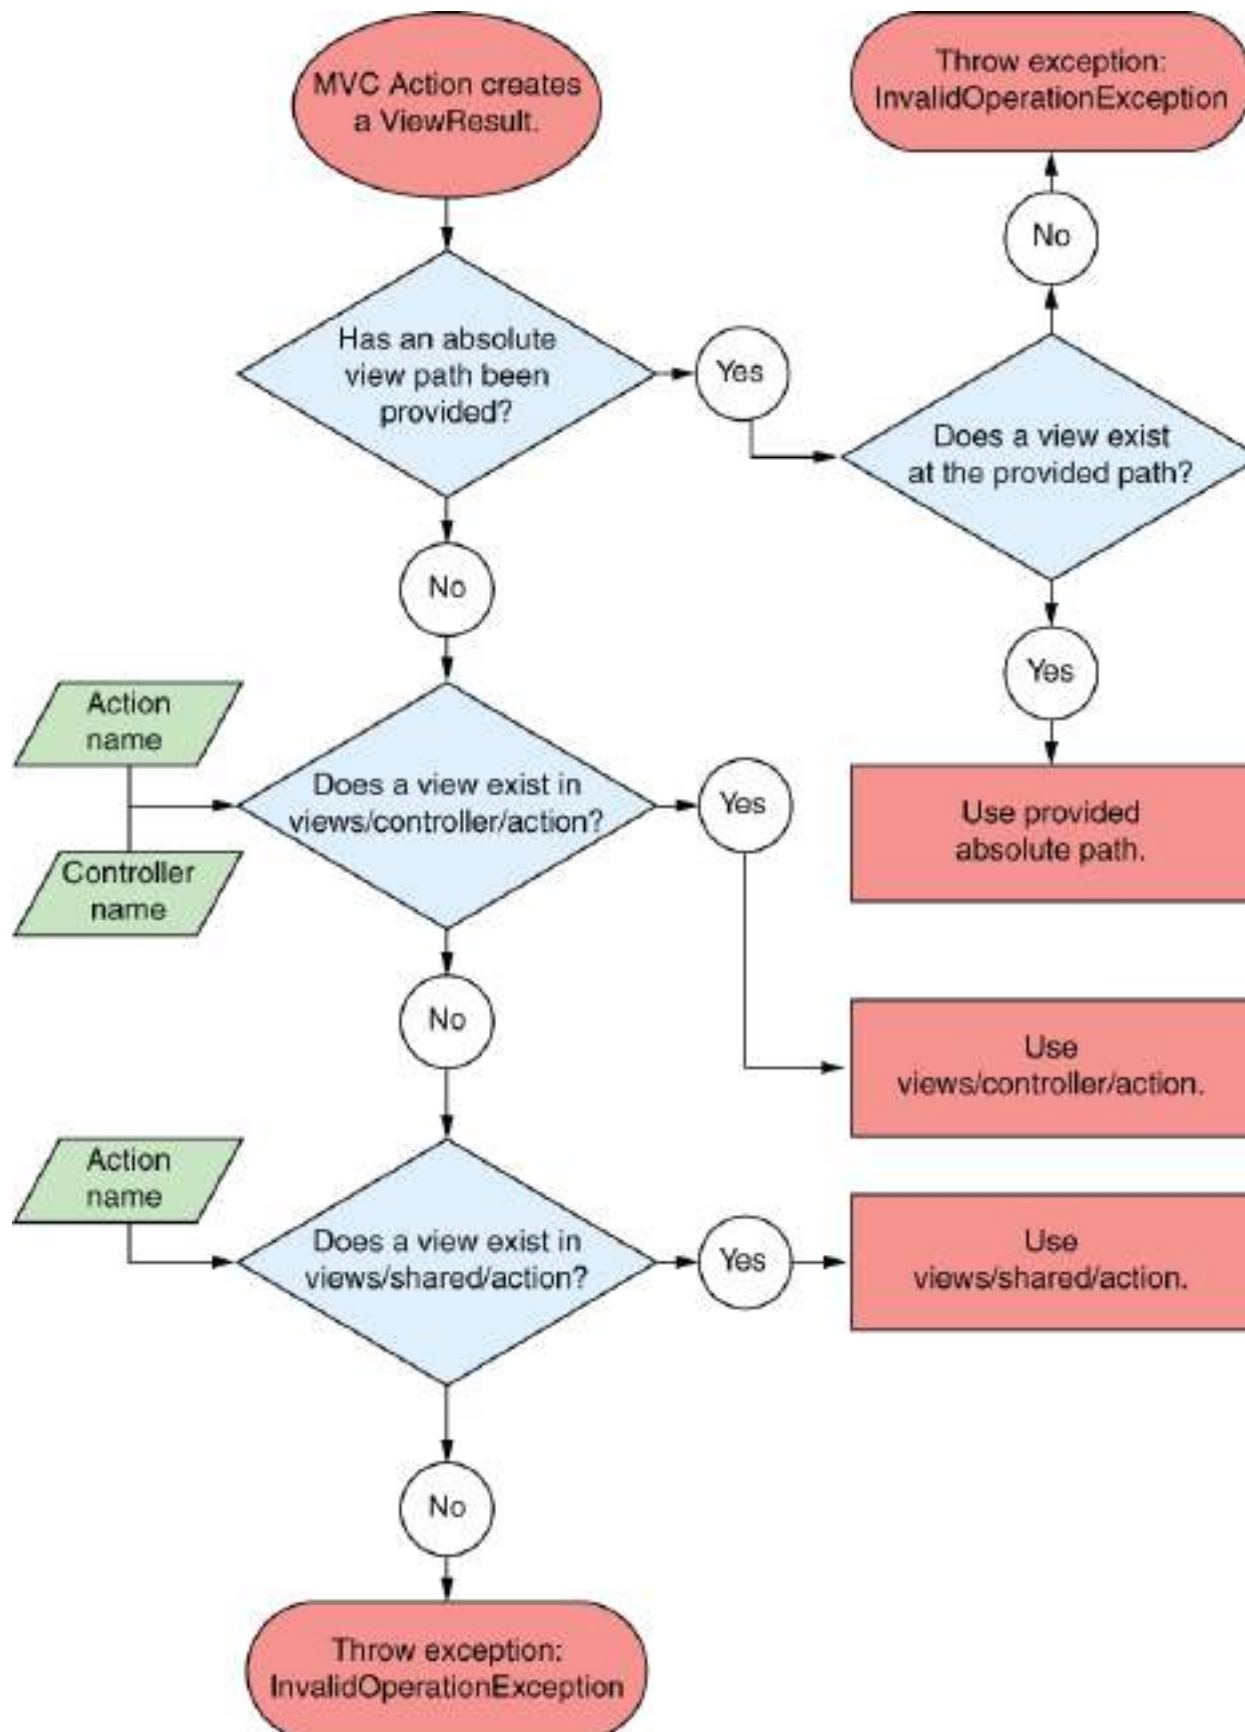 MVC Action creates
a ViewResult.
Throw exception:
InvalidOperationException
No
Has an absolute
view path been
provided?
Yes
Does a view exist
at the provided path?
No
Yes
Action
name
Does a view exist in
views/controller/action?
Yes
Use provided
absolute path.
Controller
name
No
Use
views/controller/action.
Action
name
Does a view exist in
views/shared/action?
Yes
Use
views/shared/action.
No
Throw exception:
InvalidOperationException